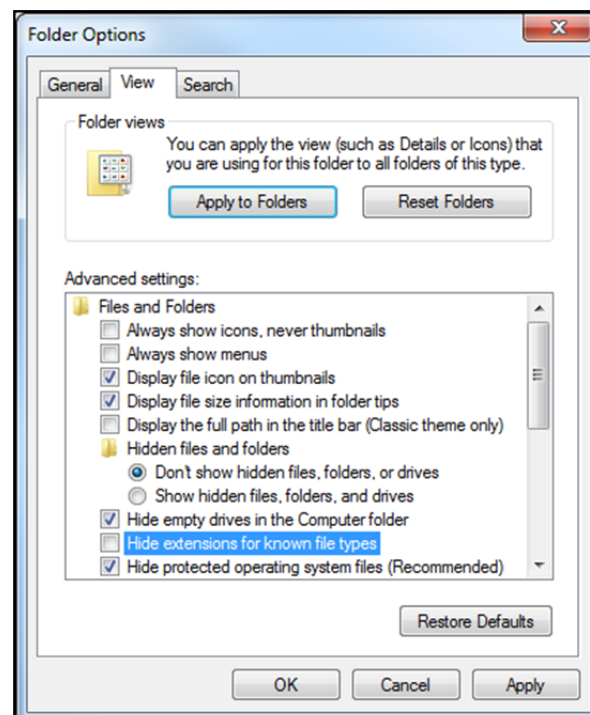 Folder Options
General
View
Search
Folder views
You can apply the view (such as Details or Icons) that
you are using for this folder to all folders of this type.
Apply to Folders
Reset Folders
Advanced settings:
Files and Folders
Always show icons, never thumbnails
Always show menus
Display file icon on thumbnails
Display file size information in folder tips
Display the full path in the title bar (Classic theme only)
Hidden files and folders
Don't show hidden files, folders, or drives
Show hidden files, folders, and drives
Hide empty drives in the Computer folder
Hide extensions for known file types
Hide protected operating system files (Recommended)
Restore Defaults
OK
Cancel
Apply